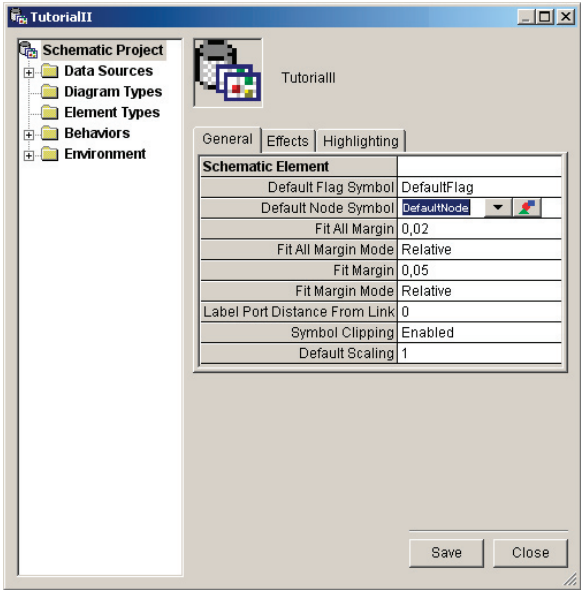 TutorialII
Schematic Project
Data Sources
Diagram Types
Element Types
Behaviors
Environment
TutorialII
General Effects Highlighting
Schematic Element
Default Flag Symbol DefaultFlag
Default Node Symbol DefaultNode
Fit All Margin 0,02
Fit All Margin Mode Relative
Fit Margin 0,05
Fit Margin Mode Relative
Label Port Distance From Link 0
Symbol Clipping Enabled
Default Scaling 1
Save Close